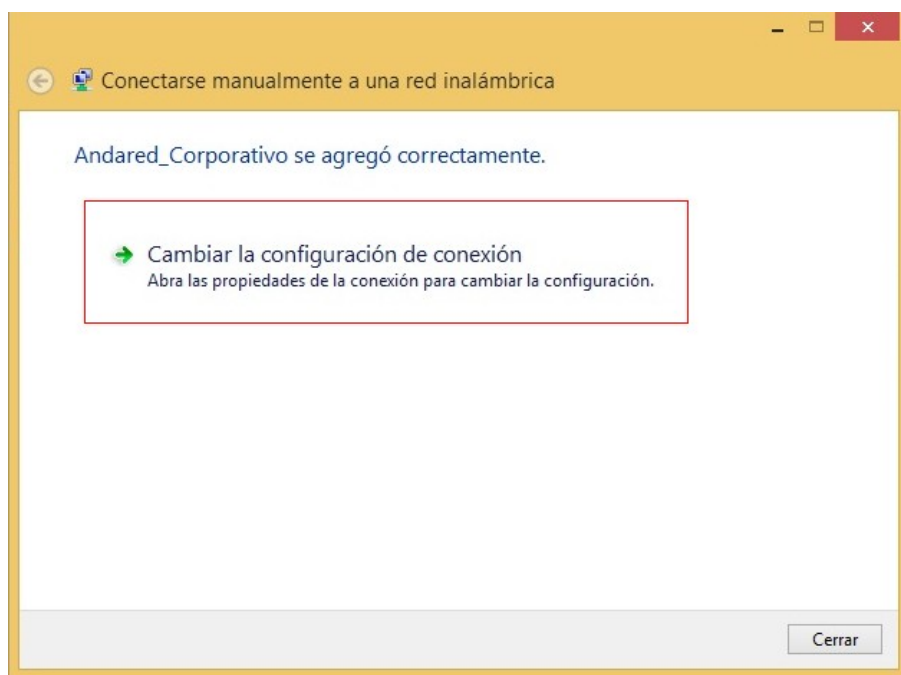 Conectarse manualmente a una red inalámbrica
Andared_Corporativo se agregó correctamente.
Cambiar la configuración de conexión
Abra las propiedades de la conexión para cambiar la configuración.
Cerrar